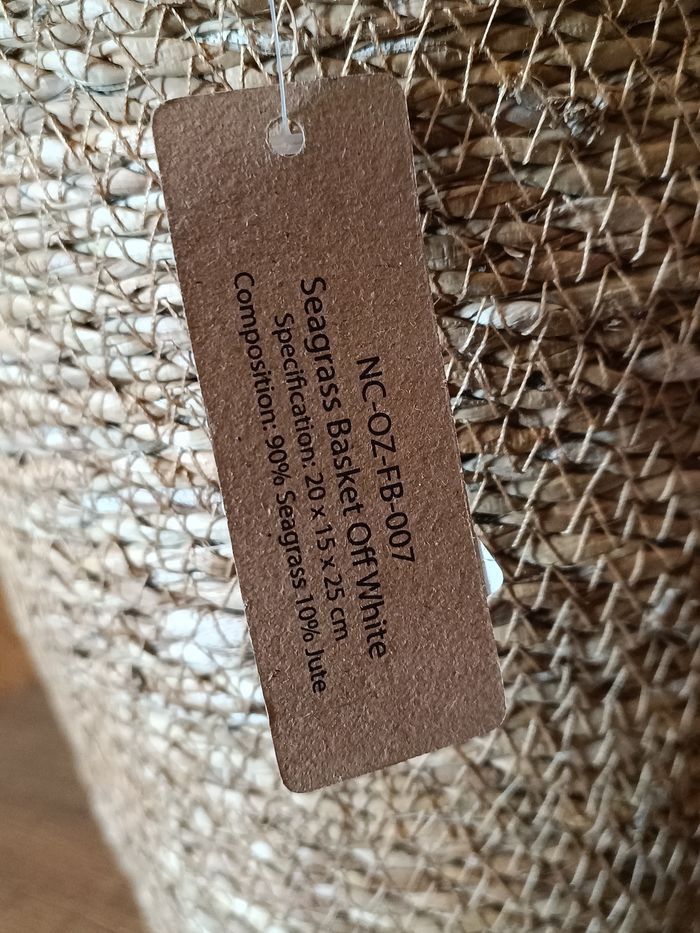 NC-OZ-FB-007
Seagrass Basket Off White
Specification: 20 x 15 x 25 cm
Composition: 90% Seagrass 10% Jute